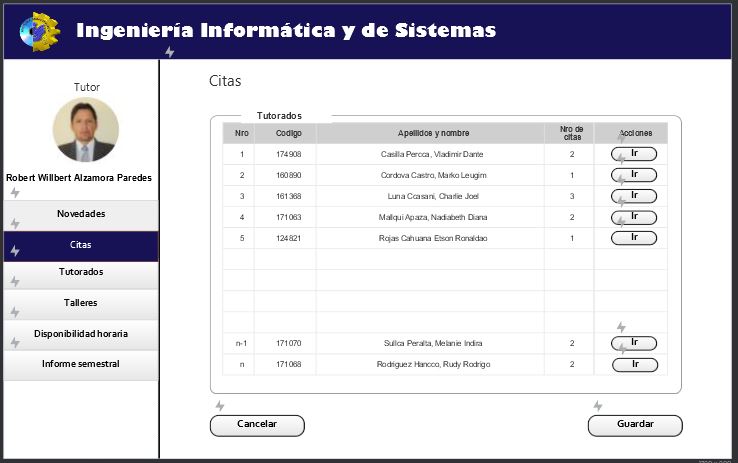 Ingeniería Informática y de Sistemas
Tutor
Robert Willbert Alzamora Paredes
Novedades
Citas
Tutorados
Talleres
Disponibilidad horaria
Informe semestral
Citas
Tutorados
Nro Codigo Apellidos y nombre Nro de citas Acciones
1 174908 Casilla Percca, Vladimir Dante 2 Ir
2 160890 Cordova Castro, Marko Leugim 1 Ir
3 161368 Luna Ccasani, Charlie Joel 3 Ir
4 171063 Mallqui Apaza, Nadiabeth Diana 2 Ir
5 124821 Rojas Cahuana Etson Ronaldao 1 Ir
n-1 171070 Sullca Peralta, Melanie Indira 2 Ir
n 171068 Rodriguez Hancco, Rudy Rodrigo 2 Ir
Cancelar Guardar